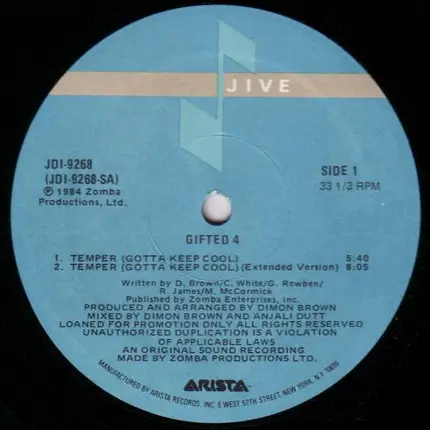 JIVE
JDI-9268
(JDI-9268-SA)
℗ 1984 Zomba
Productions, Ltd.
SIDE 1
33 1/3 RPM
GIFTED 4
1. TEMPER (GOTTA KEEP COOL) 5:40
2. TEMPER (GOTTA KEEP COOL) (Extended Version) 8:05
Written by D. Brown/C. White/G. Rewben/
R. James/M. McCormick
Published by Zomba Enterprises, Inc.
PRODUCED AND ARRANGED BY DIMON BROWN
MIXED BY DIMON BROWN AND ANJALI DUTT
LOANED FOR PROMOTION ONLY ALL RIGHTS RESERVED
UNAUTHORIZED DUPLICATION IS A VIOLATION
OF APPLICABLE LAWS
AN ORIGINAL SOUND RECORDING
MADE BY ZOMBA PRODUCTIONS LTD.
ARISTA
MANUFACTURED BY ARISTA RECORDS, INC. 6 WEST 57TH STREET, NEW YORK, N.Y. 10019